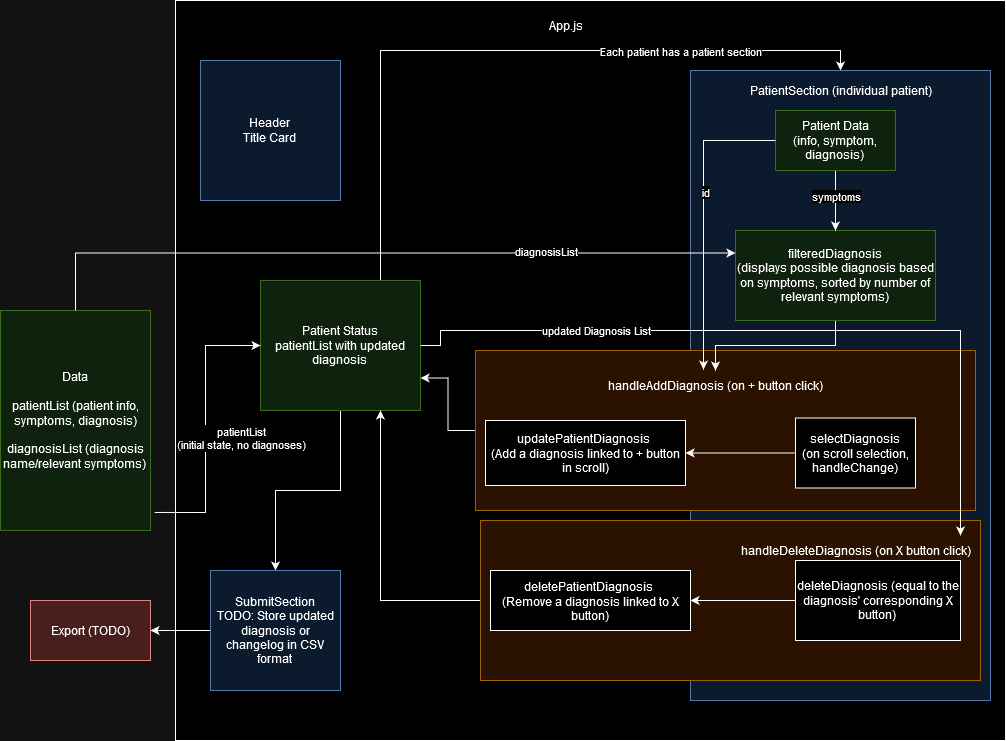 App.js
Each patient has a patient section
Header
Title Card
PatientSection (individual patient)
Patient Data
(info, symptom,
diagnosis)
id
symptoms
diagnosisList
filteredDiagnosis
(displays possible diagnosis based
on symptoms, sorted by number of
relevant symptoms)
Patient Status
patientList with updated
diagnosis
updated Diagnosis List
Data
patientList (patient info,
symptoms, diagnosis)
diagnosisList (diagnosis
name/relevant symptoms)
patientList
(initial state, no diagnoses)
handleAddDiagnosis (on + button click)
updatePatientDiagnosis
(Add a diagnosis linked to + button
in scroll)
selectDiagnosis
(on scroll selection,
handleChange)
handleDeleteDiagnosis (on X button click)
deletePatientDiagnosis
(Remove a diagnosis linked to X
button)
deleteDiagnosis (equal to the
diagnosis' corresponding X
button)
SubmitSection
TODO: Store updated
diagnosis or
changelog in CSV
format
Export (TODO)